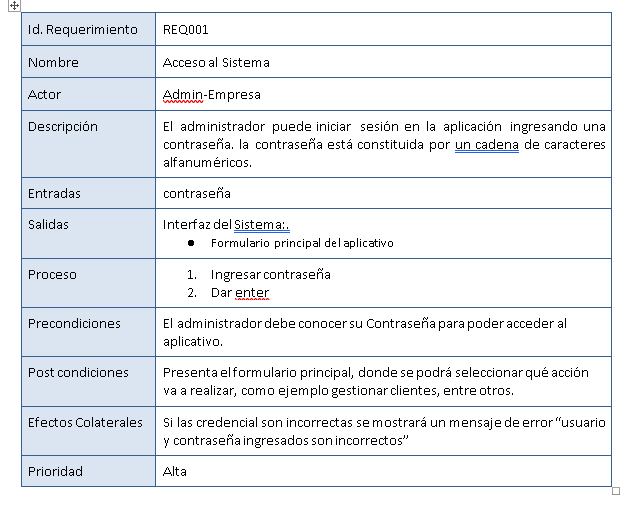 Id. Requerimiento REQ001
Nombre Acceso al Sistema
Actor Admin-Empresa
Descripción El administrador puede iniciar sesión en la aplicación ingresando una
contraseña. la contraseña está constituida por un cadena de caracteres
alfanuméricos.
Entradas contraseña
Salidas Interfaz del Sistema:.
● Formulario principal del aplicativo
Proceso 1. Ingresar contraseña
2. Dar enter
Precondiciones El administrador debe conocer su Contraseña para poder acceder al
aplicativo.
Post condiciones Presenta el formulario principal, donde se podrá seleccionar qué acción
va a realizar, como ejemplo gestionar clientes, entre otros.
Efectos Colaterales Si las credencial son incorrectas se mostrará un mensaje de error “usuario
y contraseña ingresados son incorrectos”
Prioridad Alta